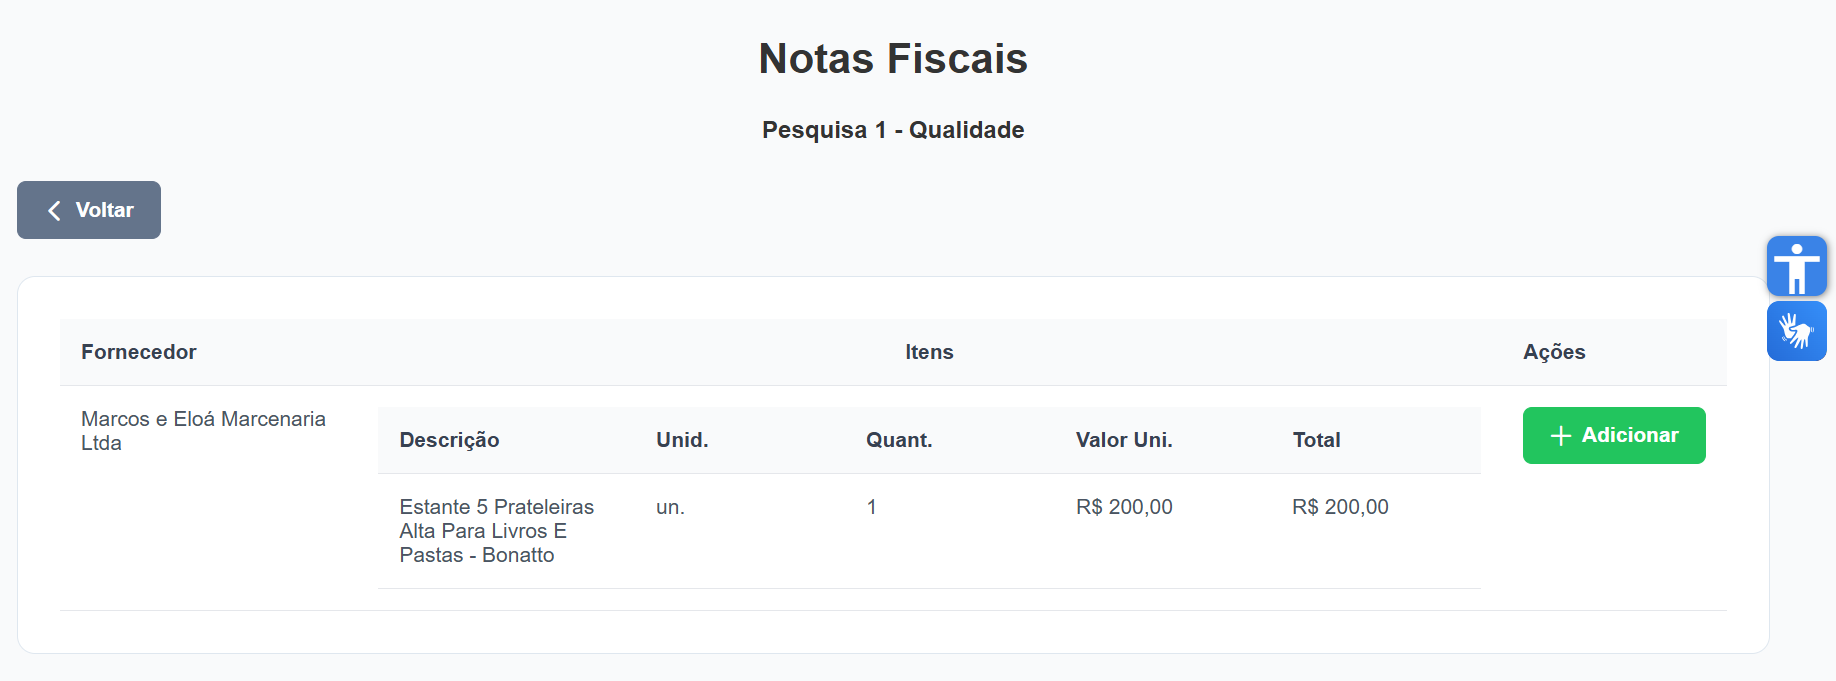 Notas Fiscais
Pesquisa 1 - Qualidade
Voltar
Fornecedor
Itens
Ações
Marcos e Eloá Marcenaria
Ltda
Descrição
Unid.
Quant.
Valor Uni.
Total
Estante 5 Prateleiras
Alta Para Livros E
Pastas - Bonatto
un.
1
R$ 200,00
R$ 200,00
Adicionar